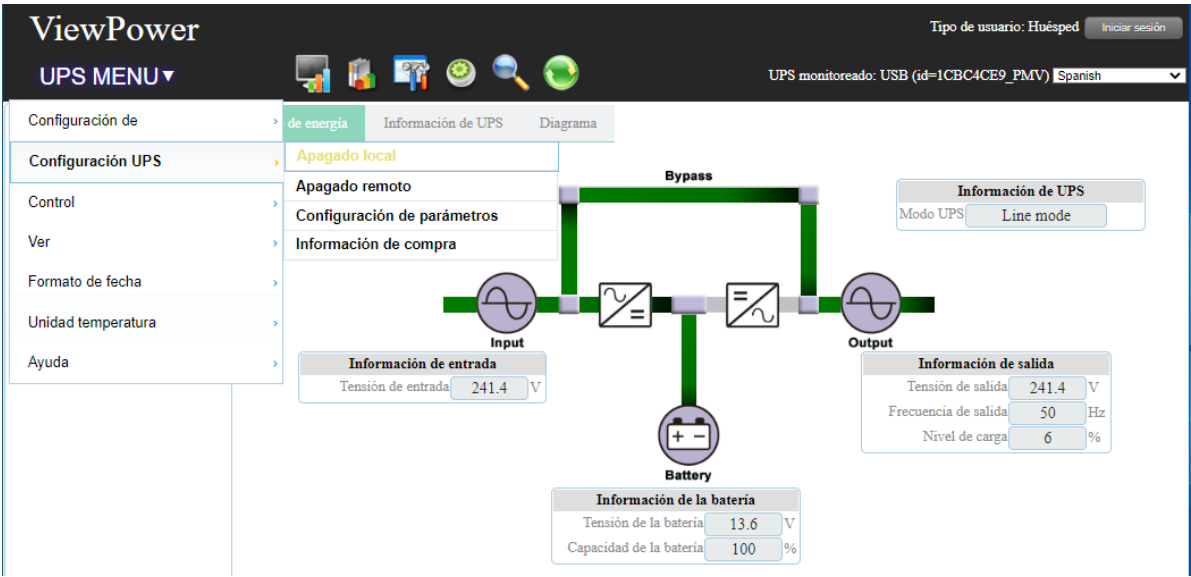 ViewPower
Tipo de usuario: Huésped Iniciar sesión
UPS MENU▼
UPS monitoreado: USB (id=1CBC4CE9_PMV) Spanish
Configuración de
Configuración UPS
Control
Ver
Formato de fecha
Unidad temperatura
Ayuda
de energía Información de UPS Diagrama
Apagado local
Apagado remoto
Configuración de parámetros
Información de compra
Bypass
Información de UPS
Modo UPS Line mode
Input
Output
Información de entrada
Tensión de entrada 241.4 V
Información de salida
Tensión de salida 241.4 V
Frecuencia de salida 50 Hz
Nivel de carga 6 %
Battery
Información de la batería
Tensión de la batería 13.6 V
Capacidad de la batería 100 %